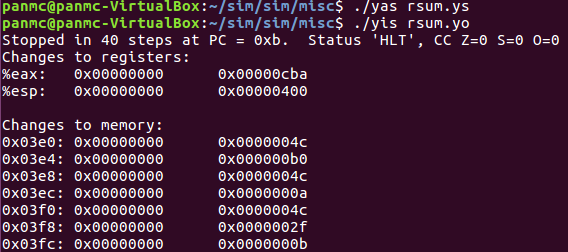 panmc@panmc-VirtualBox:~/sim/sim/misc$ ./yas rsum.ys
panmc@panmc-VirtualBox:~/sim/sim/misc$ ./yis rsum.yo
Stopped in 40 steps at PC = 0xb.  Status 'HLT', CC Z=0 S=0 O=0
Changes to registers:
%eax:   0x00000000      0x00000cba
%esp:   0x00000000      0x00000400

Changes to memory:
0x03e0: 0x00000000      0x0000004c
0x03e4: 0x00000000      0x000000b0
0x03e8: 0x00000000      0x0000004c
0x03ec: 0x00000000      0x0000000a
0x03f0: 0x00000000      0x0000004c
0x03f8: 0x00000000      0x0000002f
0x03fc: 0x00000000      0x0000000b